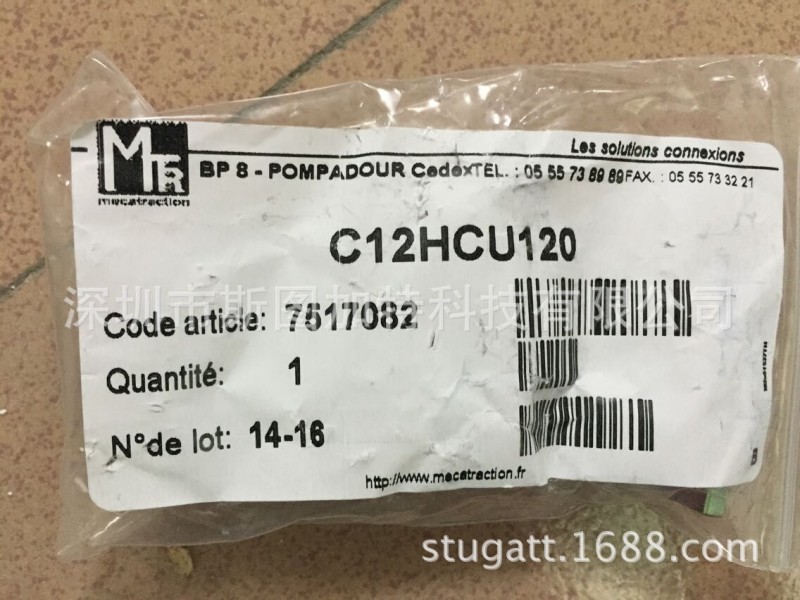 MTR
mecatraction
Les solutions connexions
BP 8 - POMPADOUR Cedex TEL. : 05 55 73 89 89 FAX. : 05 55 73 32 21
C12HCU120
深圳市斯图加特科技有限公司
Code article: 7517082
Quantité: 1
N°de lot: 14-16
http://www.mecatraction.fr
stugatt.1688.com